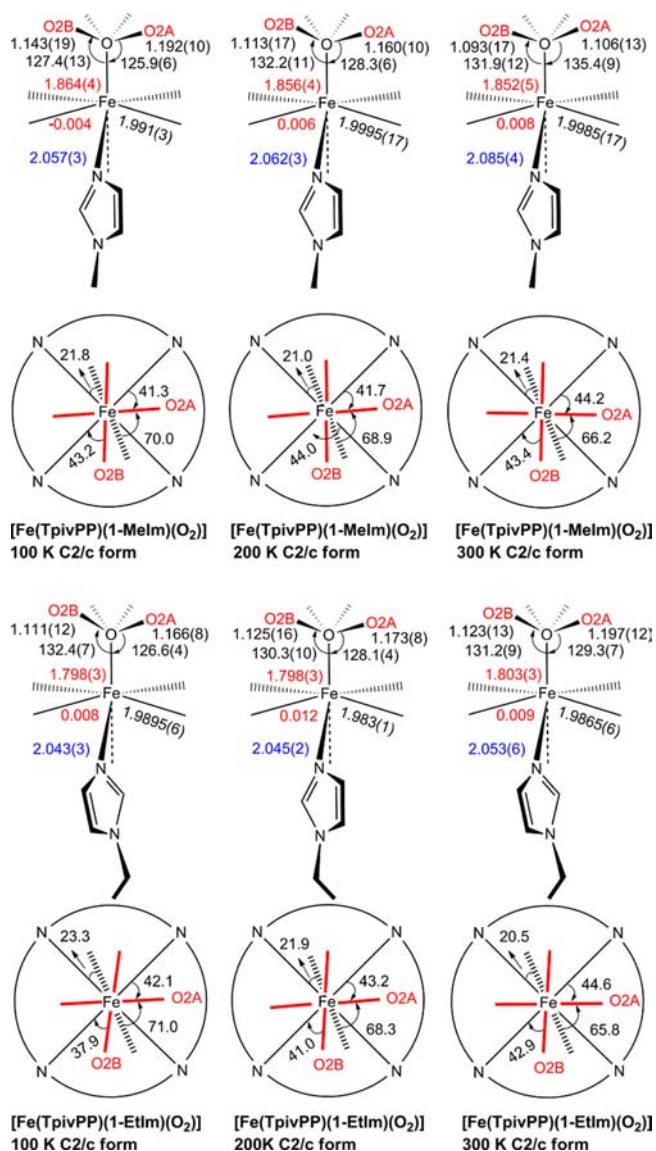 O2B O2A O2B O2A O2B O2A
1.143(19) O 1.192(10) 1.113(17) O 1.160(10) 1.093(17) O 1.106(13)
127.4(13) 125.9(6) 132.2(11) 128.3(6) 131.9(12) 135.4(9)
1.864(4) 1.856(4) 1.852(5)
Fe Fe Fe
-0.004 1.991(3) 0.006 1.9995(17) 0.008 1.9985(17)
2.057(3) 2.062(3) 2.085(4)
N N N
N N N
N N N N N N
21.8 21.0 21.4
41.3 41.7 44.2
Fe O2A Fe O2A Fe O2A
43.2 70.0 44.0 68.9 43.4 66.2
O2B O2B O2B
N N N N N N
[Fe(TpivPP)(1-MeIm)(O₂)] [Fe(TpivPP)(1-MeIm)(O₂)] [Fe(TpivPP)(1-MeIm)(O₂)]
100 K C2/c form 200 K C2/c form 300 K C2/c form
O2B O2A O2B O2A O2B O2A
1.111(12) O 1.166(8) 1.125(16) O 1.173(8) 1.123(13) O 1.197(12)
132.4(7) 126.6(4) 130.3(10) 128.1(4) 131.2(9) 129.3(7)
1.798(3) 1.798(3) 1.803(3)
Fe Fe Fe
0.008 1.9895(6) 0.012 1.983(1) 0.009 1.9865(6)
2.043(3) 2.045(2) 2.053(6)
N N N
N N N
N N N N N N
23.3 21.9 20.5
42.1 43.2 44.6
Fe O2A Fe O2A Fe O2A
37.9 71.0 41.0 68.3 42.9 65.8
O2B O2B O2B
N N N N N N
[Fe(TpivPP)(1-EtIm)(O₂)] [Fe(TpivPP)(1-EtIm)(O₂)] [Fe(TpivPP)(1-EtIm)(O₂)]
100 K C2/c form 200K C2/c form 300 K C2/c form